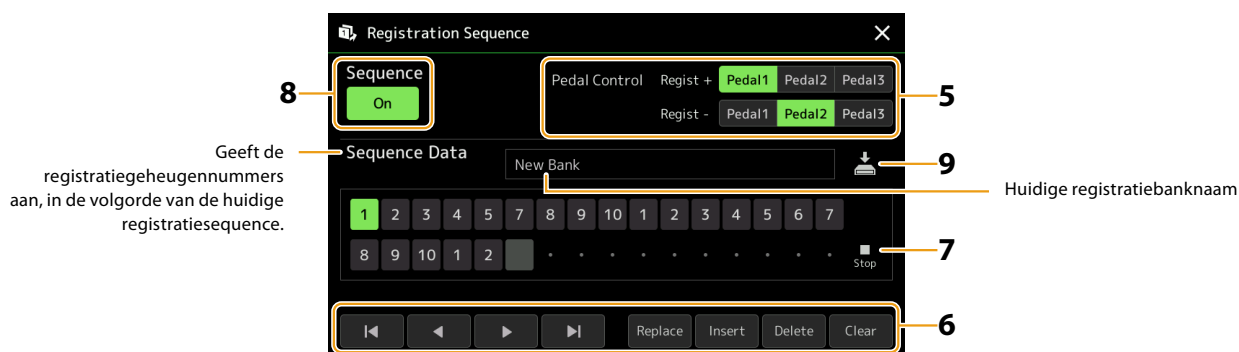 Registration Sequence
Sequence
On
8
Pedal Control Regist + Pedal1 Pedal2 Pedal3
Regist - Pedal1 Pedal2 Pedal3
5
Geeft de
registratiegeheugennummers
aan, in de volgorde van de huidige
registratiesequence.
Sequence Data
New Bank
9
Huidige registratiebanknaam
1 2 3 4 5 7 8 9 10 1 2 3 4 5 6 7
8 9 10 1 2
Stop
7
Replace Insert Delete Clear
6